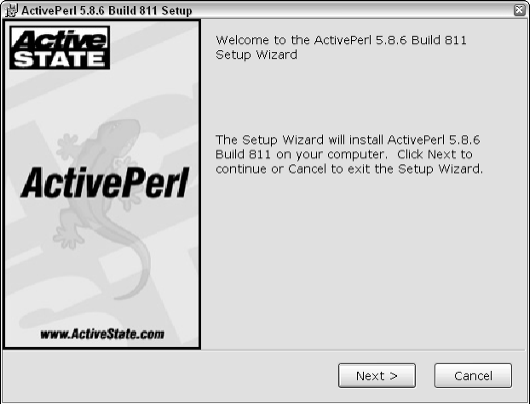 ActivePerl 5.8.6 Build 811 Setup
Active
STATE
ActivePerl
www.ActiveState.com
Welcome to the ActivePerl 5.8.6 Build 811
Setup Wizard
The Setup Wizard will install ActivePerl 5.8.6
Build 811 on your computer. Click Next to
continue or Cancel to exit the Setup Wizard.
Next >
Cancel